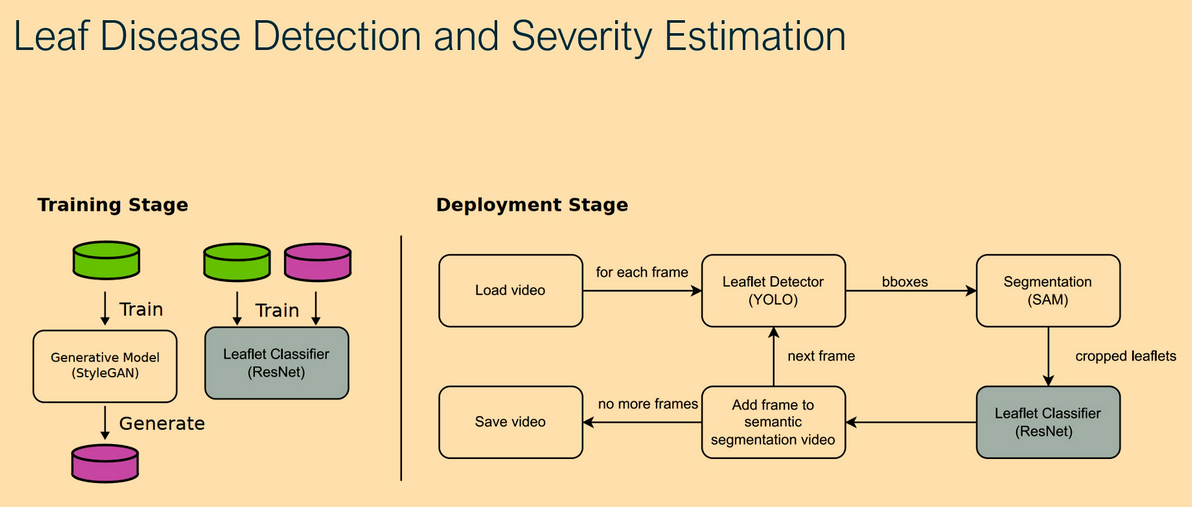 Leaf Disease Detection and Severity Estimation
Training Stage
Train
Train
Generative Model
(StyleGAN)
Leaflet Classifier
(ResNet)
Generate
Deployment Stage
Load video
for each frame
Leaflet Detector
(YOLO)
bboxes
Segmentation
(SAM)
next frame
cropped leaflets
Save video
no more frames
Add frame to
semantic
segmentation video
Leaflet Classifier
(ResNet)